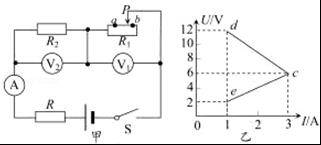 P
a b
R₂ R₁
V₂ V₁
A
R S
甲
U/V
12 d
10
8
6 c
4
2 e
0 1 2 3 I/A
乙